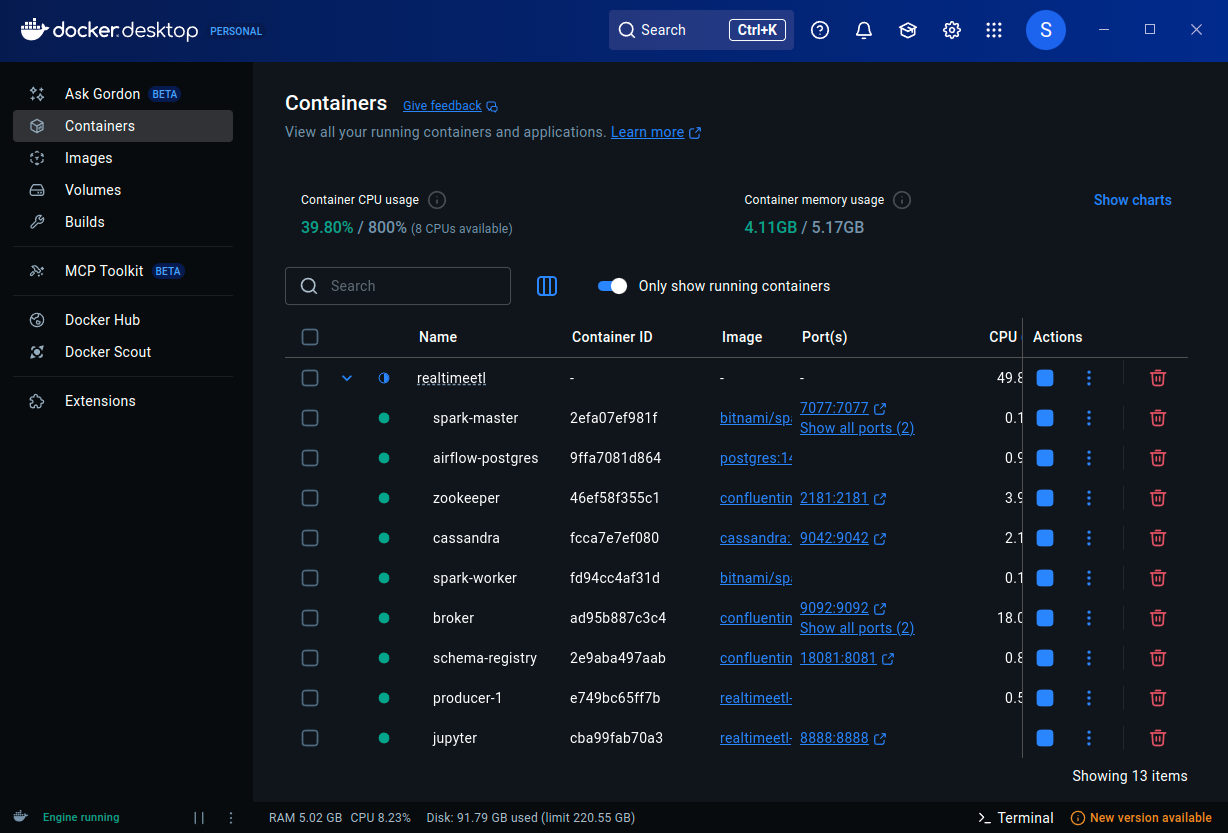 docker.desktop PERSONAL
Search Ctrl+K
S
Ask Gordon BETA
Containers
Images
Volumes
Builds
MCP Toolkit BETA
Docker Hub
Docker Scout
Extensions
Containers Give feedback
View all your running containers and applications. Learn more
Container CPU usage
39.80% / 800% (8 CPUs available)
Container memory usage
4.11GB / 5.17GB
Show charts
Search
Only show running containers
Name Container ID Image Port(s) CPU Actions
realtimeetl - - - 49.8
spark-master 2efa07ef981f bitnami/sp 7077:7077
Show all ports (2) 0.1
airflow-postgres 9ffa7081d864 postgres:14 0.9
zookeeper 46ef58f355c1 confluentin 2181:2181 3.9
cassandra fcca7e7ef080 cassandra: 9042:9042 2.1
spark-worker fd94cc4af31d bitnami/sp 0.1
broker ad95b887c3c4 confluentin 9092:9092
Show all ports (2) 18.0
schema-registry 2e9aba497aab confluentin 18081:8081 0.8
producer-1 e749bc65ff7b realtimeetl- 0.5
jupyter cba99fab70a3 realtimeetl- 8888:8888
Showing 13 items
Engine running
RAM 5.02 GB CPU 8.23% Disk: 91.79 GB used (limit 220.55 GB)
>_ Terminal
New version available